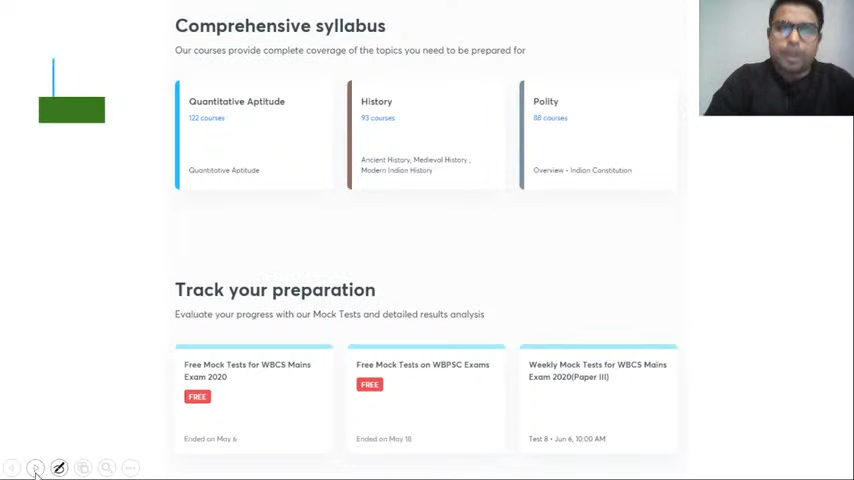 Comprehensive syllabus
Our courses provide complete coverage of the topics you need to be prepared for
Quantitative Aptitude
122 courses
Quantitative Aptitude
History
93 courses
Ancient History, Medieval History ,
Modern Indian History
Polity
88 courses
Overview • Indian Constitution
Track your preparation
Evaluate your progress with our Mock Tests and detailed results analysis
Free Mock Tests for WBCS Mains
Exam 2020
FREE
Ended on May 6
Free Mock Tests on WBPSC Exams
FREE
Ended on May 18
Weekly Mock Tests for WBCS Mains
Exam 2020(Paper III)
Test 8 • Jun 6, 10:00 AM